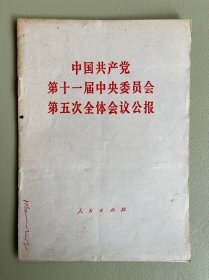 中国共产党
第十一届中央委员会
第五次全体会议公报
人民出版社